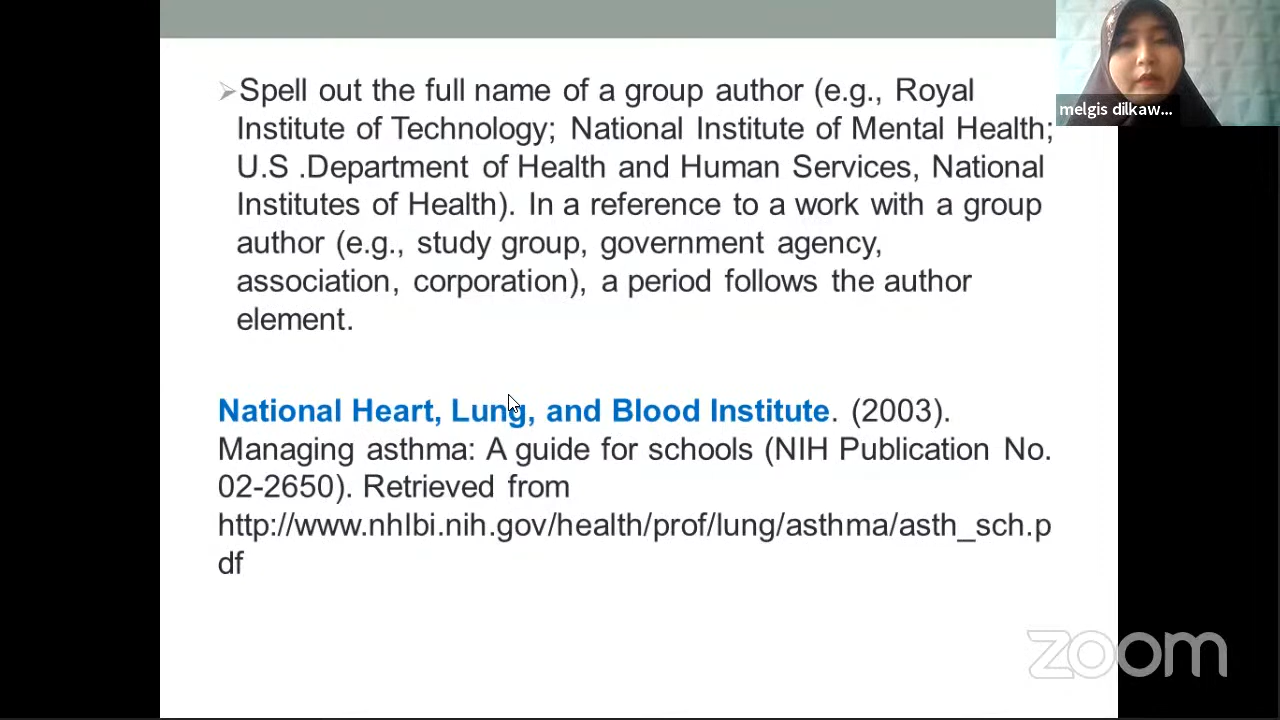 ➢Spell out the full name of a group author (e.g., Royal
Institute of Technology; National Institute of Mental Health;
U.S .Department of Health and Human Services, National
Institutes of Health). In a reference to a work with a group
author (e.g., study group, government agency,
association, corporation), a period follows the author
element.
National Heart, Lung, and Blood Institute. (2003).
Managing asthma: A guide for schools (NIH Publication No.
02-2650). Retrieved from
http://www.nhlbi.nih.gov/health/prof/lung/asthma/asth_sch.p
df
melgis dilkaw...
zoom